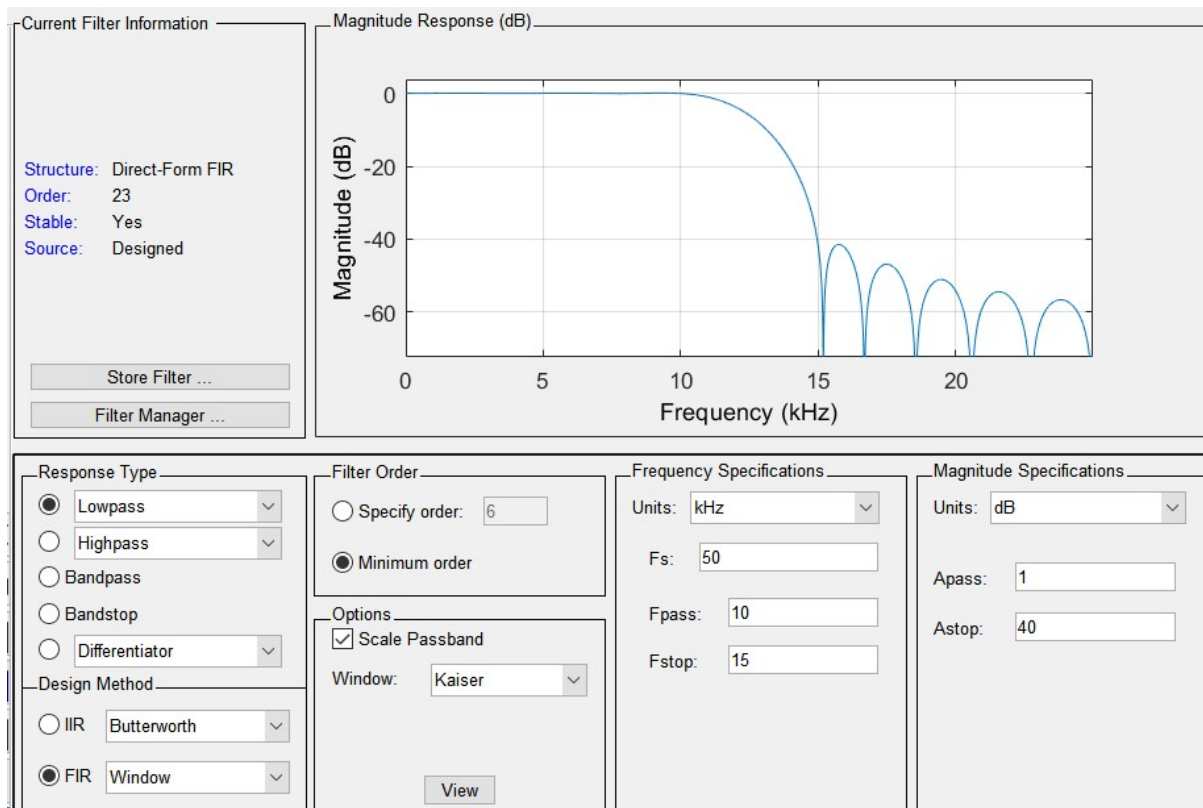 Current Filter Information
Structure: Direct-Form FIR
Order: 23
Stable: Yes
Source: Designed
Store Filter ...
Filter Manager ...
Magnitude Response (dB)
Magnitude (dB)
0
-20
-40
-60
0 5 10 15 20
Frequency (kHz)
Response Type
Lowpass
Highpass
Bandpass
Bandstop
Differentiator
Design Method
IIR Butterworth
FIR Window
Filter Order
Specify order: 6
Minimum order
Options
Scale Passband
Window: Kaiser
View
Frequency Specifications
Units: kHz
Fs: 50
Fpass: 10
Fstop: 15
Magnitude Specifications
Units: dB
Apass: 1
Astop: 40